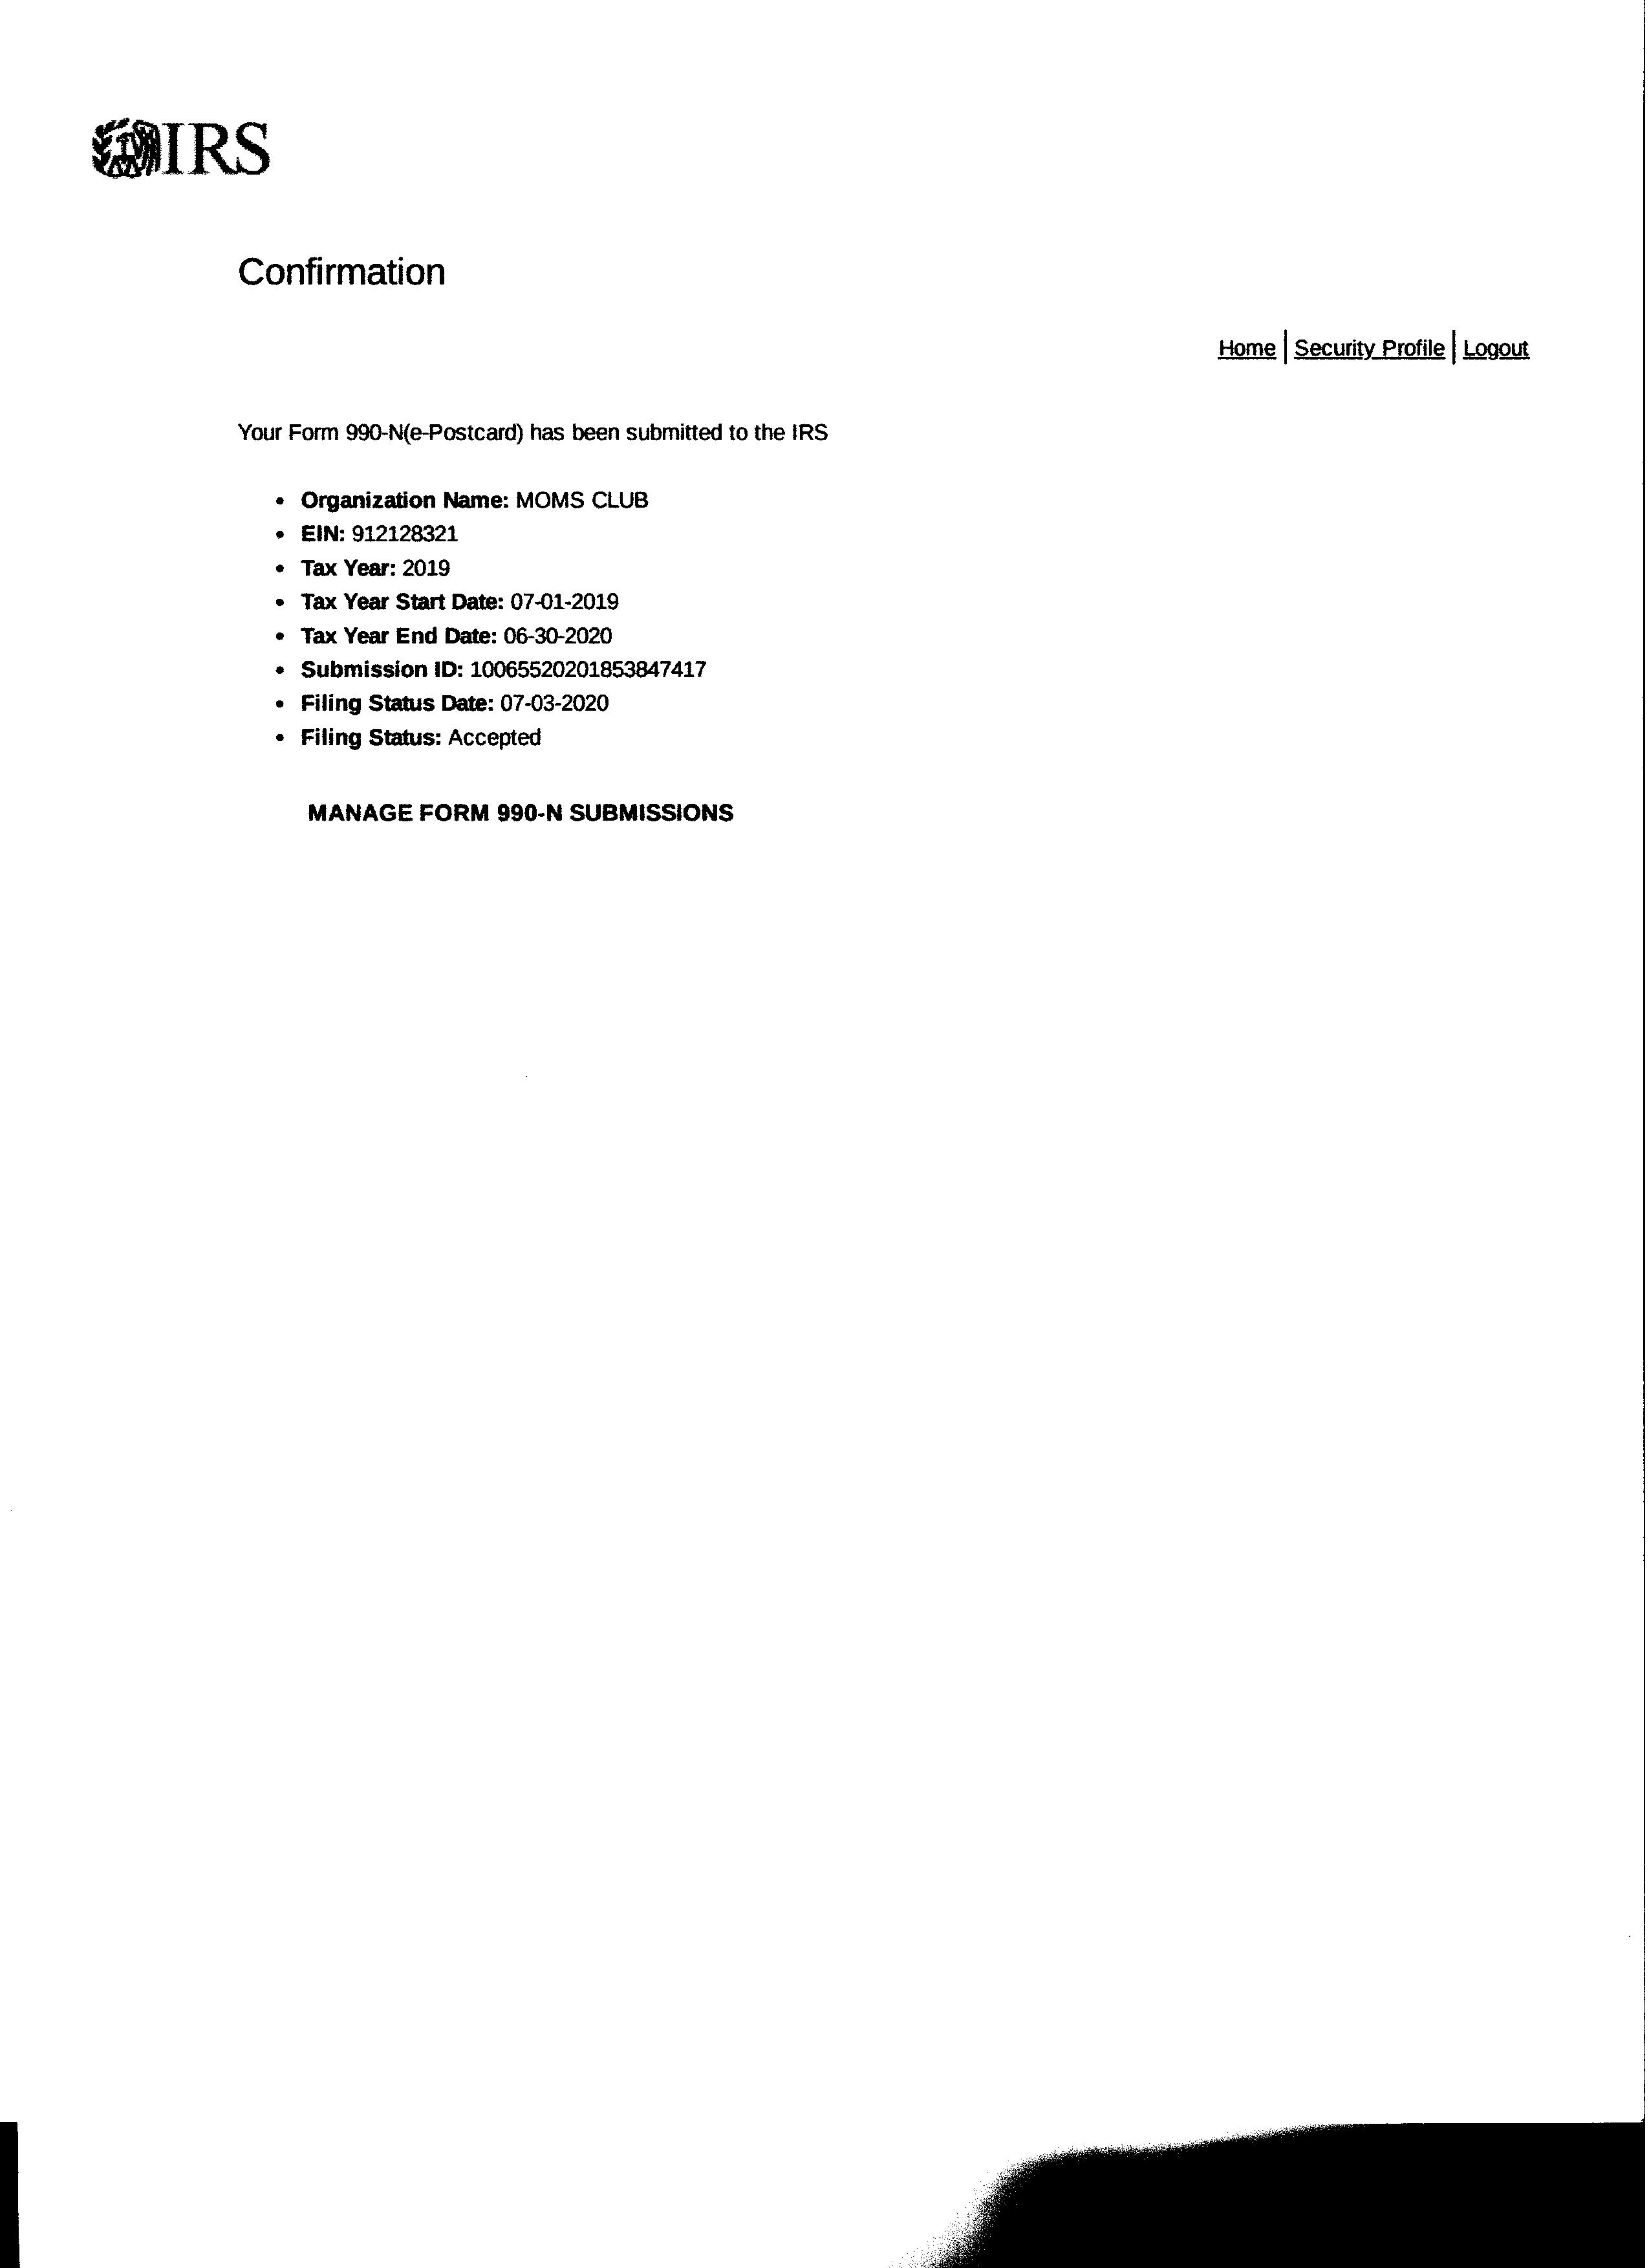 IRS
Confirmation
Home | Security Profile | Logout
Your Form 990-N(e-Postcard) has been submitted to the IRS
• Organization Name: MOMS CLUB
• EIN: 912128321
• Tax Year: 2019
• Tax Year Start Date: 07-01-2019
• Tax Year End Date: 06-30-2020
• Submission ID: 10065520201853847417
• Filing Status Date: 07-03-2020
• Filing Status: Accepted
MANAGE FORM 990-N SUBMISSIONS